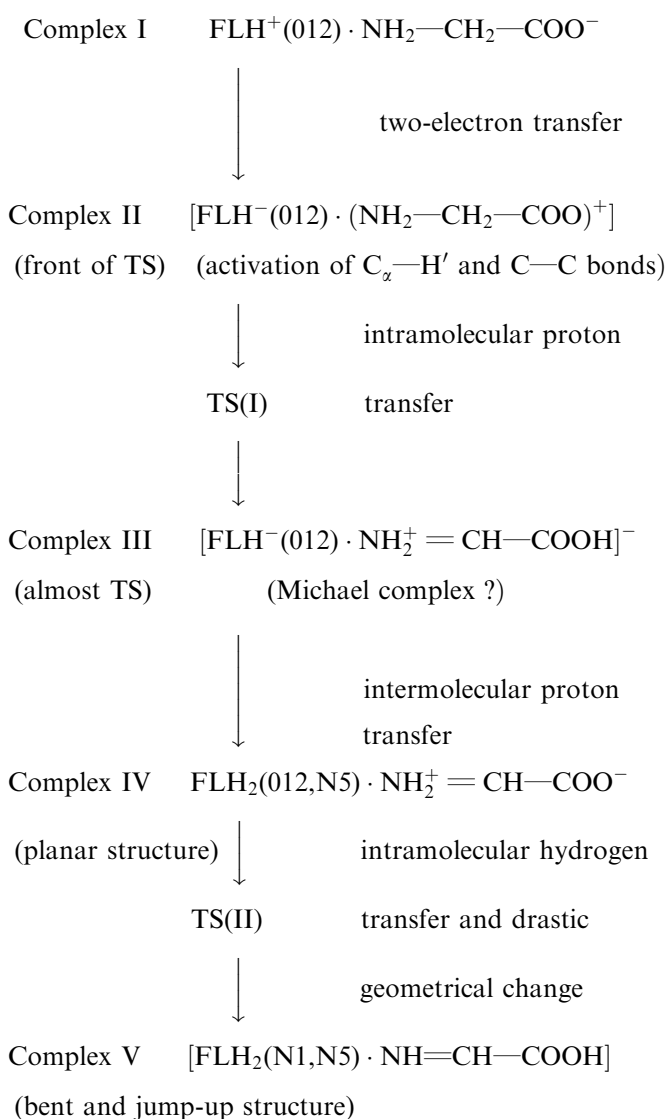 Complex I FLH⁺(012) · NH₂—CH₂—COO⁻
two-electron transfer
Complex II [FLH⁻(012) · (NH₂—CH₂—COO)⁺]
(front of TS) (activation of Cα—H′ and C—C bonds)
intramolecular proton
TS(I) transfer
Complex III [FLH⁻(012) · NH₂⁺ = CH—COOH]⁻
(almost TS) (Michael complex ?)
intermolecular proton
transfer
Complex IV FLH₂(012,N5) · NH₂⁺ = CH—COO⁻
(planar structure) intramolecular hydrogen
TS(II) transfer and drastic
geometrical change
Complex V [FLH₂(N1,N5) · NH=CH—COOH]
(bent and jump-up structure)